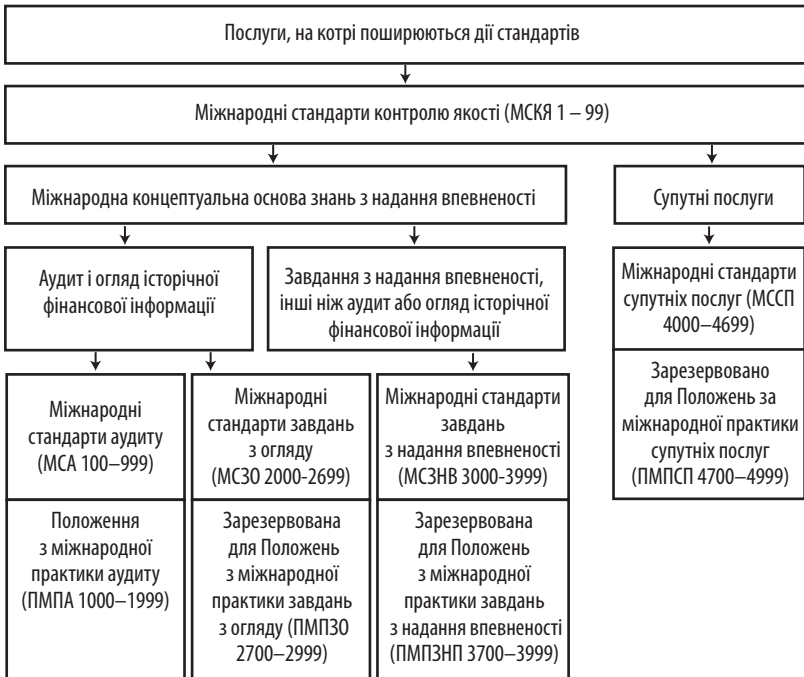 Послуги, на котрі поширюються дії стандартів
Міжнародні стандарти контролю якості (МСКЯ 1 – 99)
Міжнародна концептуальна основа знань з надання впевненості
Супутні послуги
Аудит і огляд історічної
фінансової інформації
Завдання з надання впевненості,
інші ніж аудит або огляд історічної
фінансової інформації
Міжнародні стандарти
супутніх послуг (МССП
4000–4699)
Зарезервовано
для Положень за
міжнародної практики
супутніх послуг
(ПМПСП 4700–4999)
Міжнародні
стандарти аудиту
(МСА 100–999)
Міжнародні
стандарти завдань
з огляду
(МСЗО 2000-2699)
Міжнародні стандарти
завдань
з надання впевненості
(МСЗНВ 3000-3999)
Положення
з міжнародної
практики аудиту
(ПМПА 1000–1999)
Зарезервована
для Положень
з міжнародної
практики завдань
з огляду (ПМПЗО
2700–2999)
Зарезервована
для Положень
з міжнародної
практики завдань
з надання впевненості
(ПМПЗНП 3700–3999)